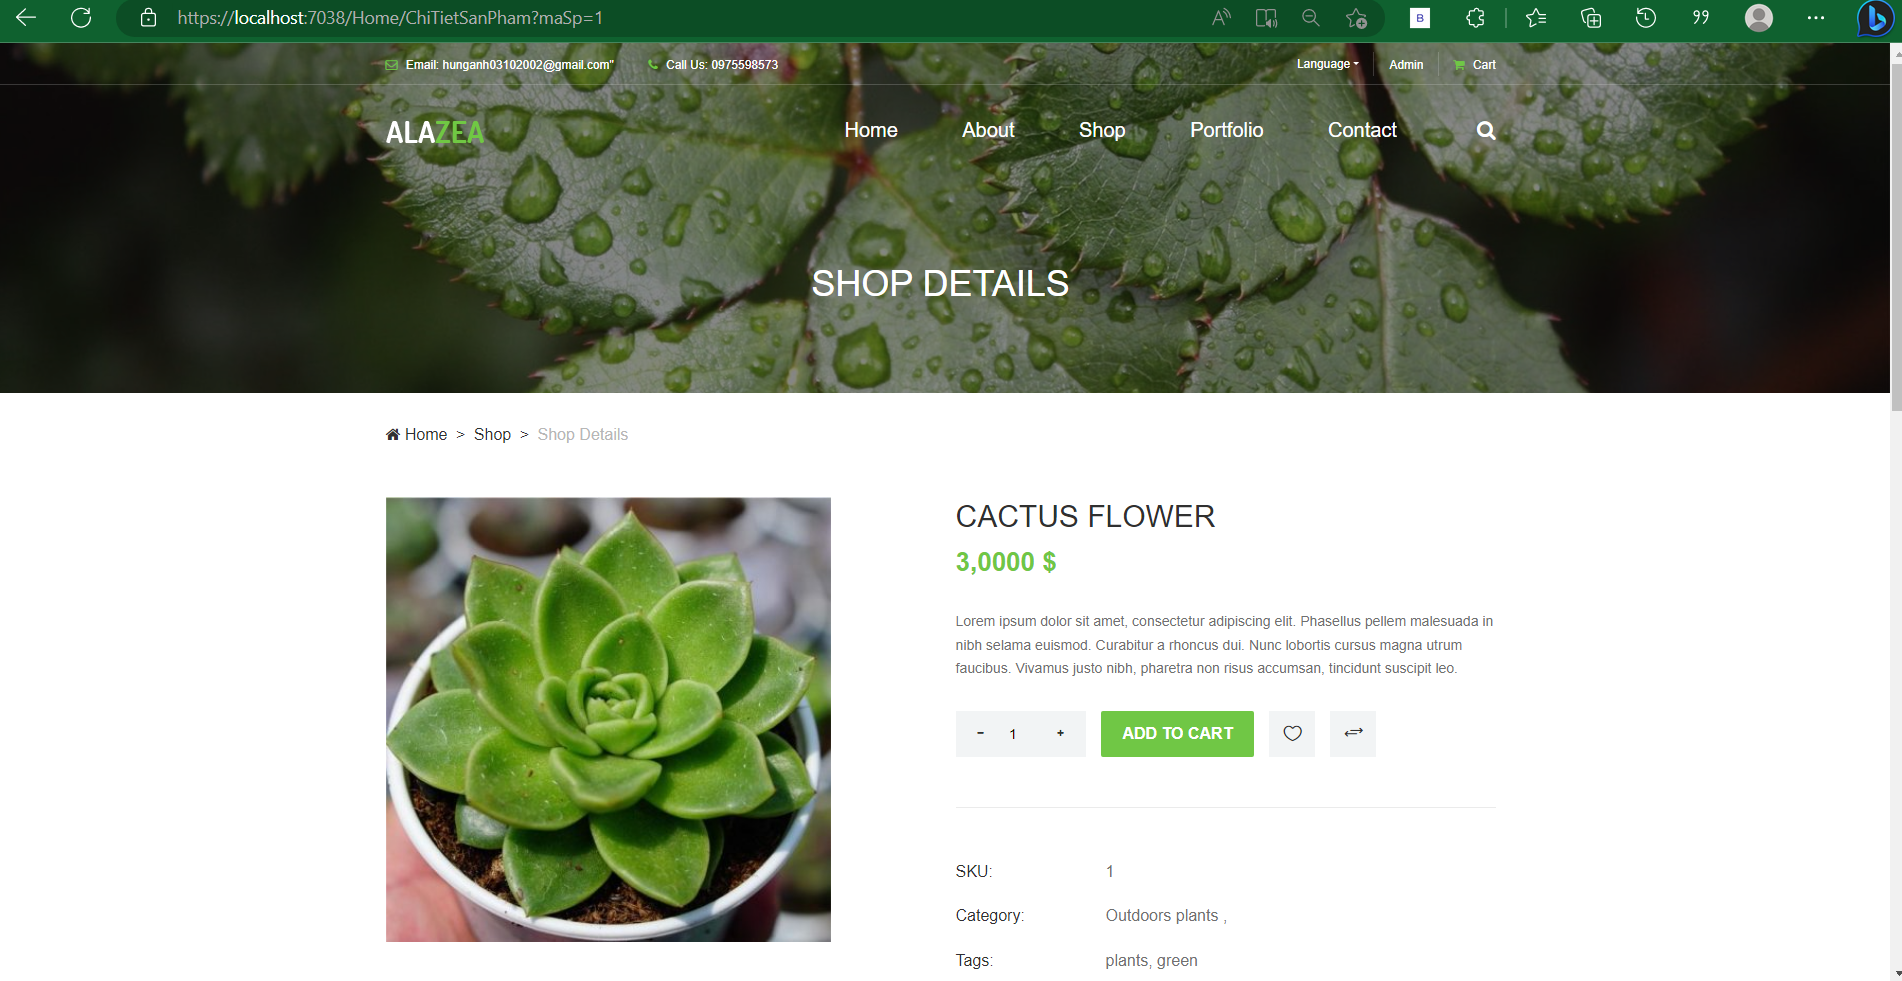 https://localhost:7038/Home/ChiTietSanPham?maSp=1
Email: hunganh03102002@gmail.com" Call Us: 0975598573 Language Admin Cart
ALAZEA Home About Shop Portfolio Contact
SHOP DETAILS
Home > Shop > Shop Details
CACTUS FLOWER
3,0000 $
Lorem ipsum dolor sit amet, consectetur adipiscing elit. Phasellus pellem malesuada in
nibh selama euismod. Curabitur a rhoncus dui. Nunc lobortis cursus magna utrum
faucibus. Vivamus justo nibh, pharetra non risus accumsan, tincidunt suscipit leo.
- 1 + ADD TO CART
SKU: 1
Category: Outdoors plants ,
Tags: plants, green